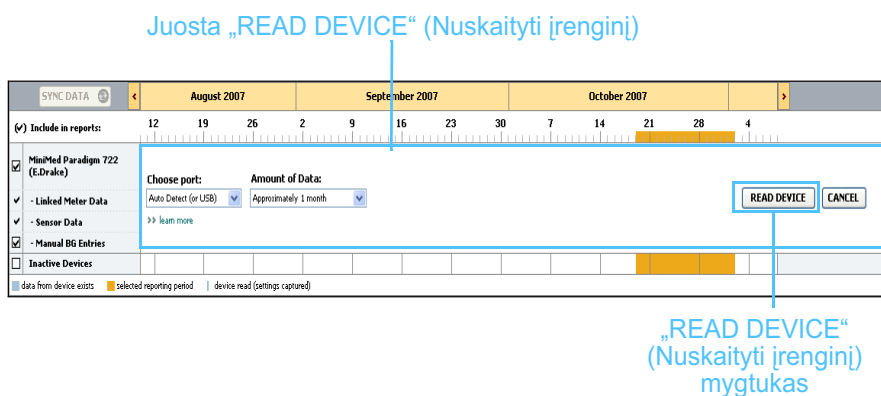 Juosta „READ DEVICE“ (Nuskaityti įrenginį)
SYNC DATA
August 2007 September 2007 October 2007
(✓) Include in reports: 12 19 26 2 9 16 23 30 7 14 21 28 4
MiniMed Paradigm 722
(E.Drake)
Choose port: Amount of Data:
- Linked Meter Data Auto Detect (or USB) Approximately 1 month READ DEVICE CANCEL
- Sensor Data >> learn more
- Manual BG Entries
Inactive Devices
data from device exists selected reporting period device read (settings captured)
„READ DEVICE“
(Nuskaityti įrenginį)
mygtukas